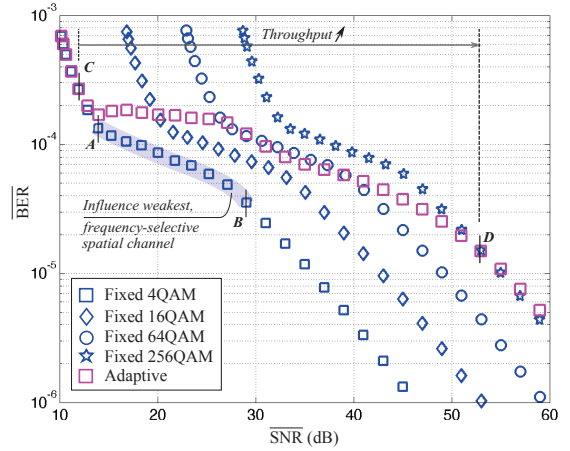 10^-3
10^-4
10^-5
10^-6
BER
Throughput
C
A
B
D
Influence weakest,
frequency-selective
spatial channel
Fixed 4QAM
Fixed 16QAM
Fixed 64QAM
Fixed 256QAM
Adaptive
10 20 30 40 50 60
SNR (dB)